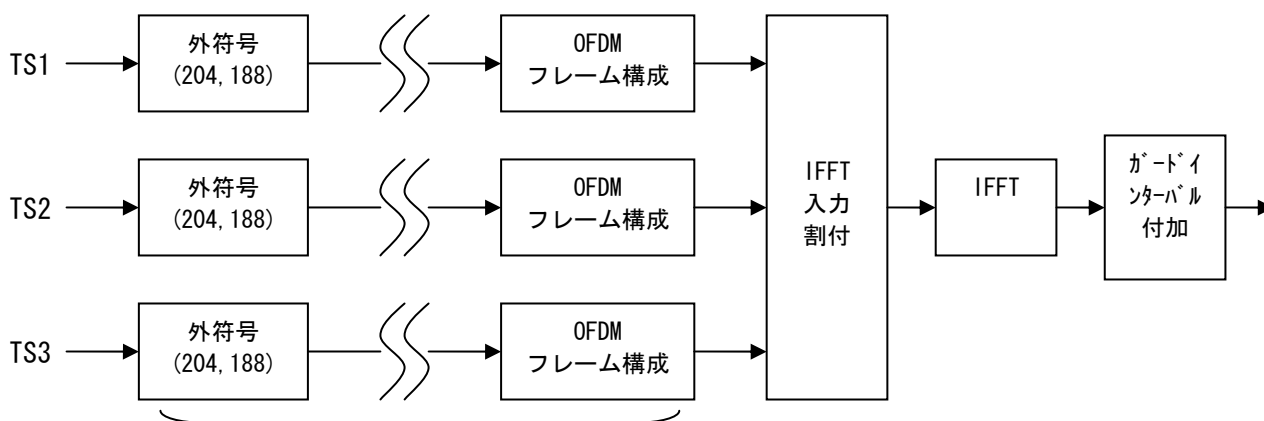 TS1
外符号
(204, 188)
OFDM
フレーム構成
TS2
外符号
(204, 188)
OFDM
フレーム構成
TS3
外符号
(204, 188)
OFDM
フレーム構成
IFFT
入力
割付
IFFT
ｶﾞｰﾄﾞｲ
ﾝﾀｰﾊﾞﾙ
付加